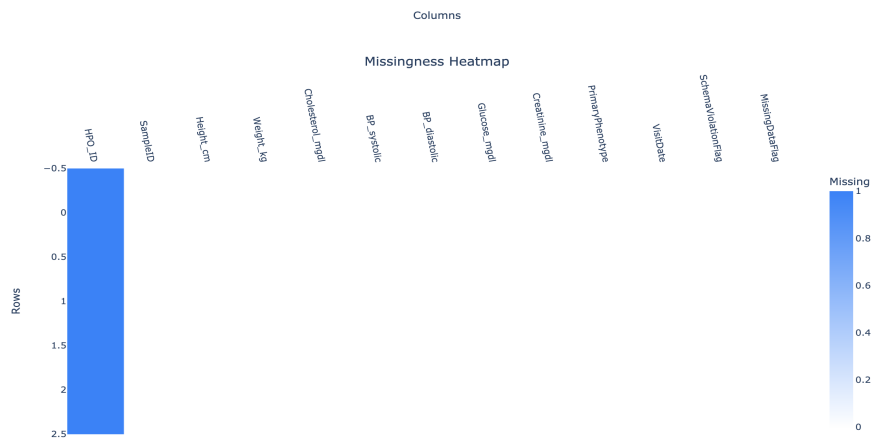 Columns
Missingness Heatmap
HPO_ID
SampleID
Height_cm
Weight_kg
Cholesterol_mgdl
BP_systolic
BP_diastolic
Glucose_mgdl
Creatinine_mgdl
PrimaryPhenotype
VisitDate
SchemaViolationFlag
MissingDataFlag
−0.5
0
0.5
1
1.5
2
2.5
Rows
Missing
1
0.8
0.6
0.4
0.2
0